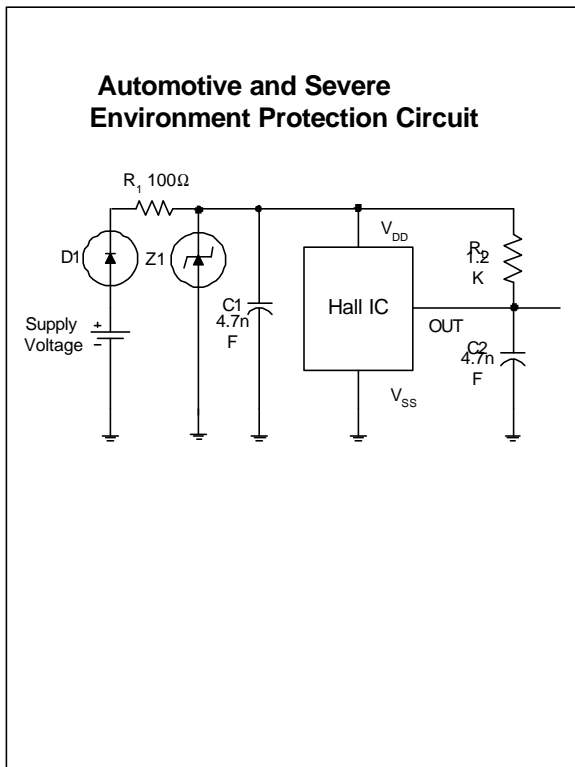 Automotive and Severe
Environment Protection Circuit
R1 100Ω
D1
Z1
VDD
R2
1.2
K
C1
4.7n
F
Hall IC
OUT
Supply
Voltage
+
−
C2
4.7n
F
VSS